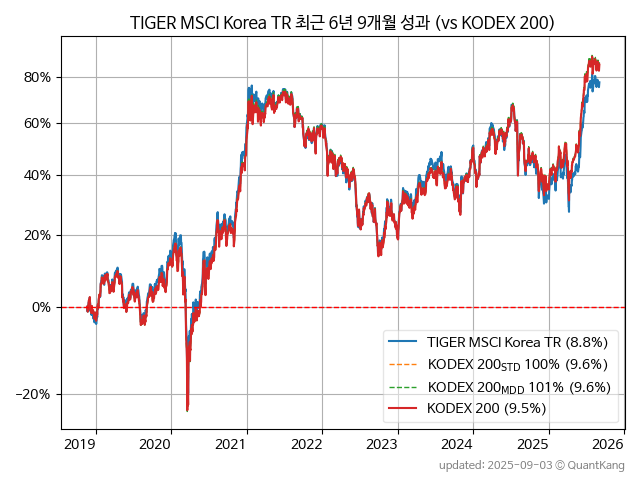 TIGER MSCI Korea TR 최근 6년 9개월 성과 (vs KODEX 200)
80%
60%
40%
20%
0%
−20%
TIGER MSCI Korea TR (8.8%)
KODEX 200STD 100% (9.6%)
KODEX 200MDD 101% (9.6%)
KODEX 200 (9.5%)
2019 2020 2021 2022 2023 2024 2025 2026
updated: 2025-09-03 © QuantKang